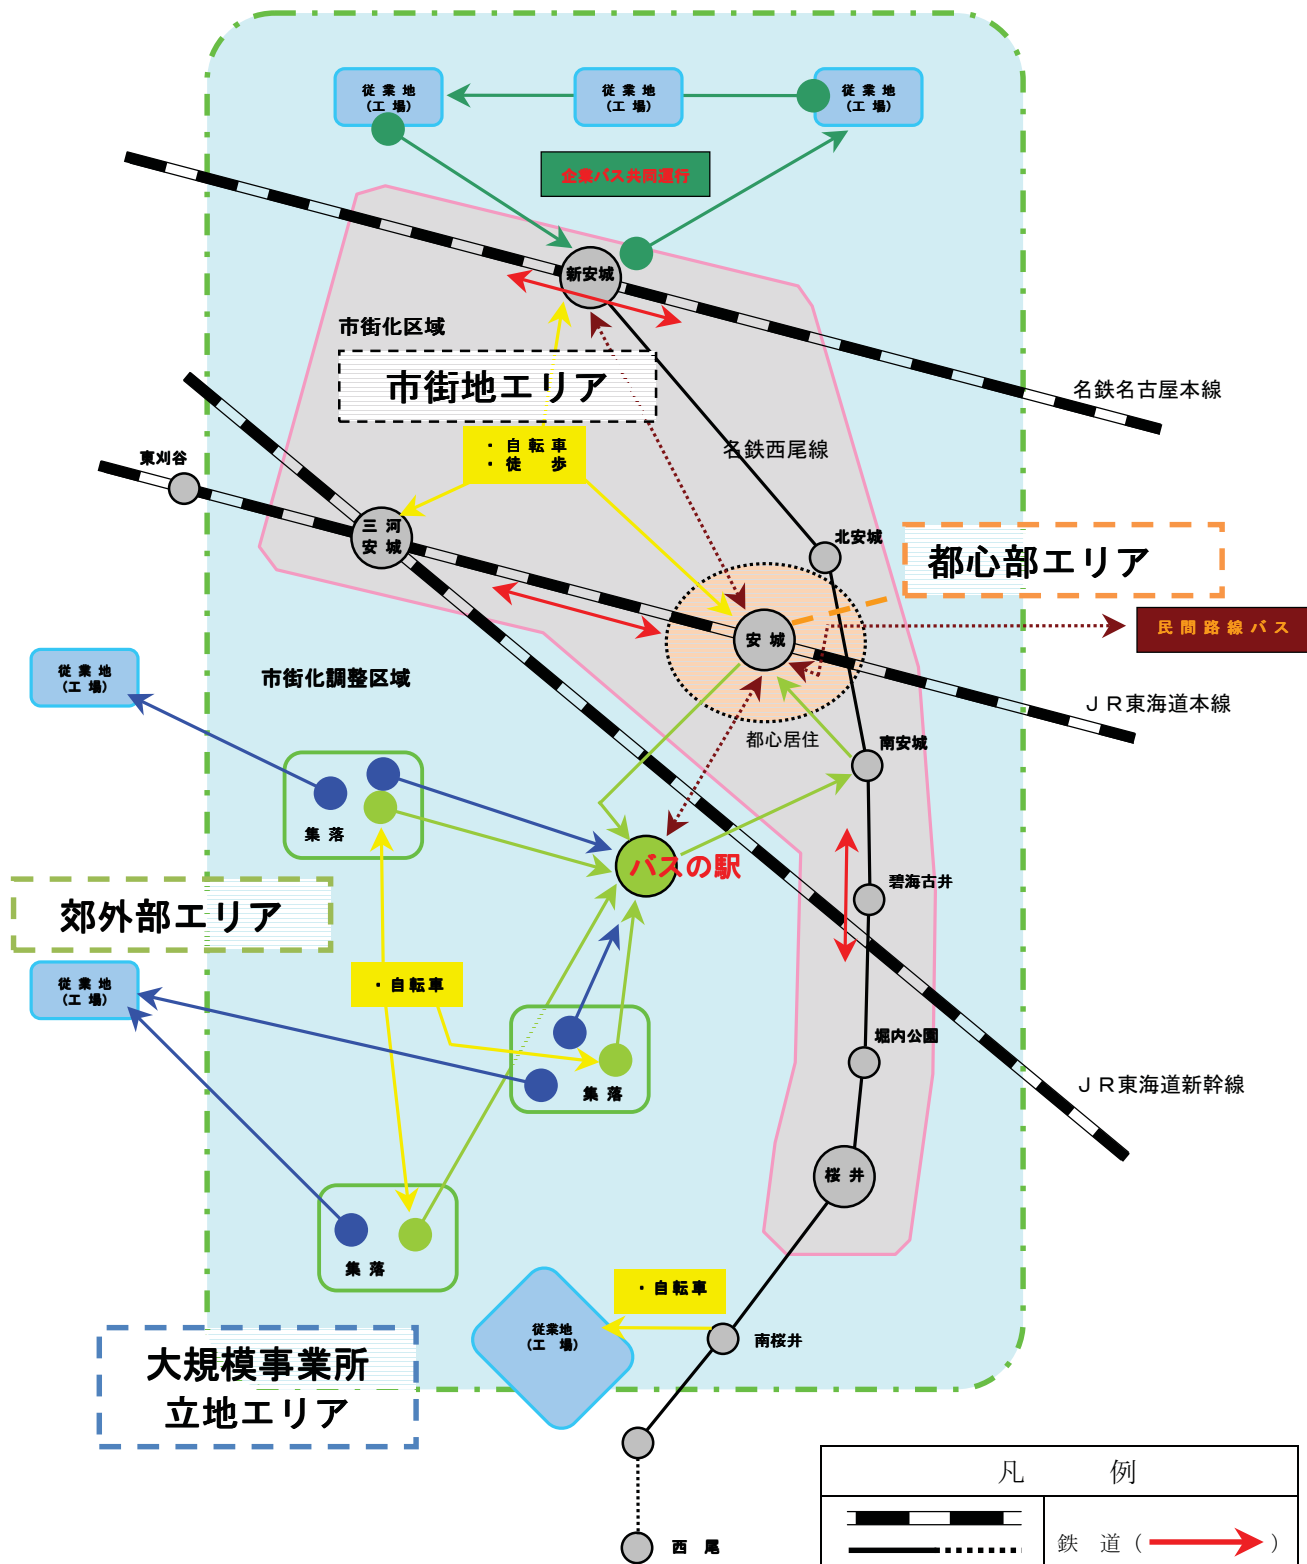 従業地
（工場）
従業地
（工場）
従業地
（工場）
企業バス共同運行
新安城
市街化区域
市街地エリア
名鉄名古屋本線
・自転車
・徒歩
名鉄西尾線
東刈谷
三河
安城
北安城
都心部エリア
民間路線バス
安城
従業地
（工場）
市街化調整区域
ＪＲ東海道本線
都心居住
南安城
集落
バスの駅
碧海古井
郊外部エリア
従業地
（工場）
・自転車
堀内公園
集落
ＪＲ東海道新幹線
桜井
集落
・自転車
従業地
（工場）
南桜井
大規模事業所
立地エリア
凡例
鉄道（　）
西尾